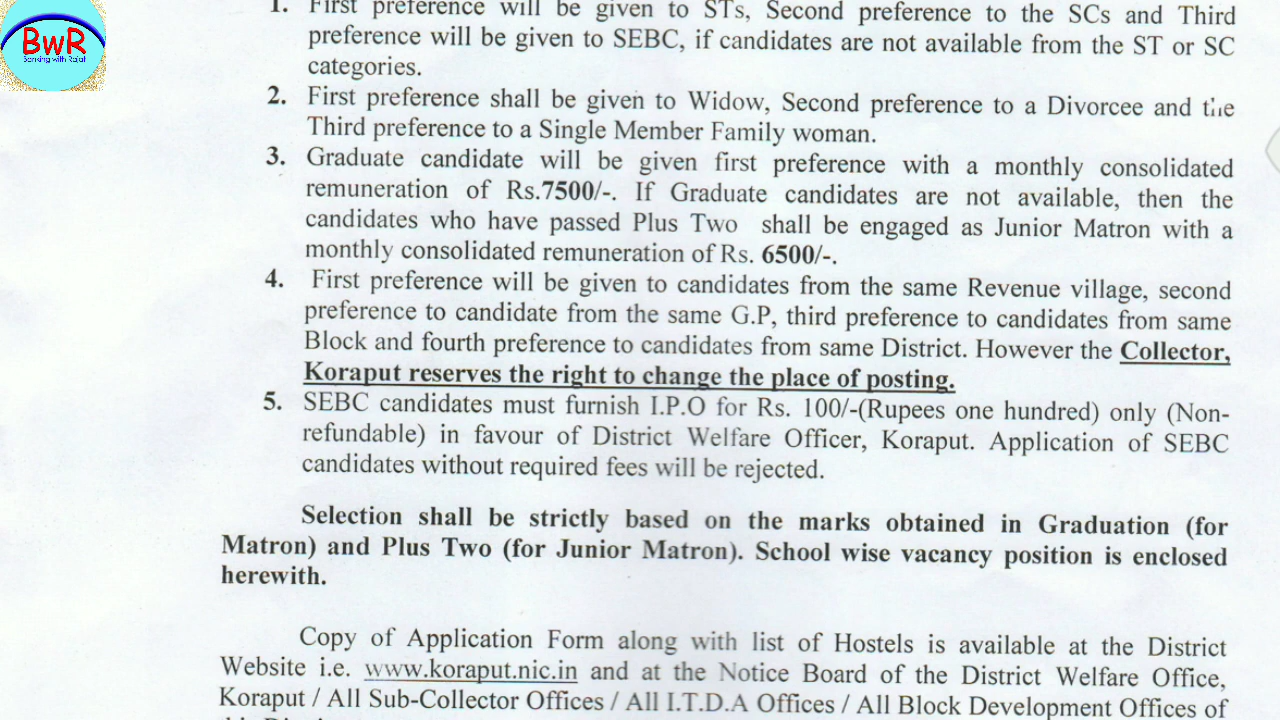 BwR
Banking with Rajat
1. First preference will be given to STs, Second preference to the SCs and Third
preference will be given to SEBC, if candidates are not available from the ST or SC
categories.
2. First preference shall be given to Widow, Second preference to a Divorcee and the
Third preference to a Single Member Family woman.
3. Graduate candidate will be given first preference with a monthly consolidated
remuneration of Rs.7500/-. If Graduate candidates are not available, then the
candidates who have passed Plus Two shall be engaged as Junior Matron with a
monthly consolidated remuneration of Rs. 6500/-.
4. First preference will be given to candidates from the same Revenue village, second
preference to candidate from the same G.P, third preference to candidates from same
Block and fourth preference to candidates from same District. However the Collector,
Koraput reserves the right to change the place of posting.
5. SEBC candidates must furnish I.P.O for Rs. 100/-(Rupees one hundred) only (Non-
refundable) in favour of District Welfare Officer, Koraput. Application of SEBC
candidates without required fees will be rejected.
Selection shall be strictly based on the marks obtained in Graduation (for
Matron) and Plus Two (for Junior Matron). School wise vacancy position is enclosed
herewith.
Copy of Application Form along with list of Hostels is available at the District
Website i.e. www.koraput.nic.in and at the Notice Board of the District Welfare Office,
Koraput / All Sub-Collector Offices / All I.T.D.A Offices / All Block Development Offices of